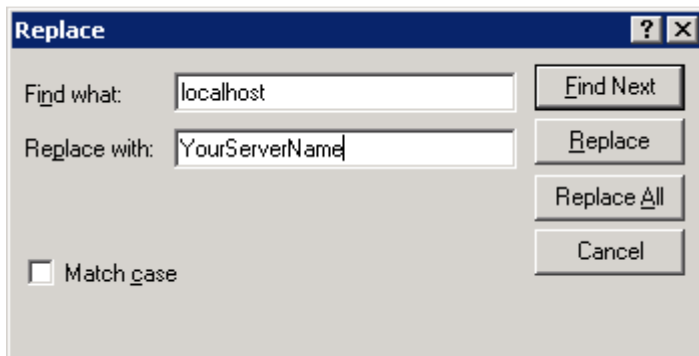 Replace
Find what: localhost Find Next
Replace with: YourServerName Replace
Replace All
Cancel
Match case